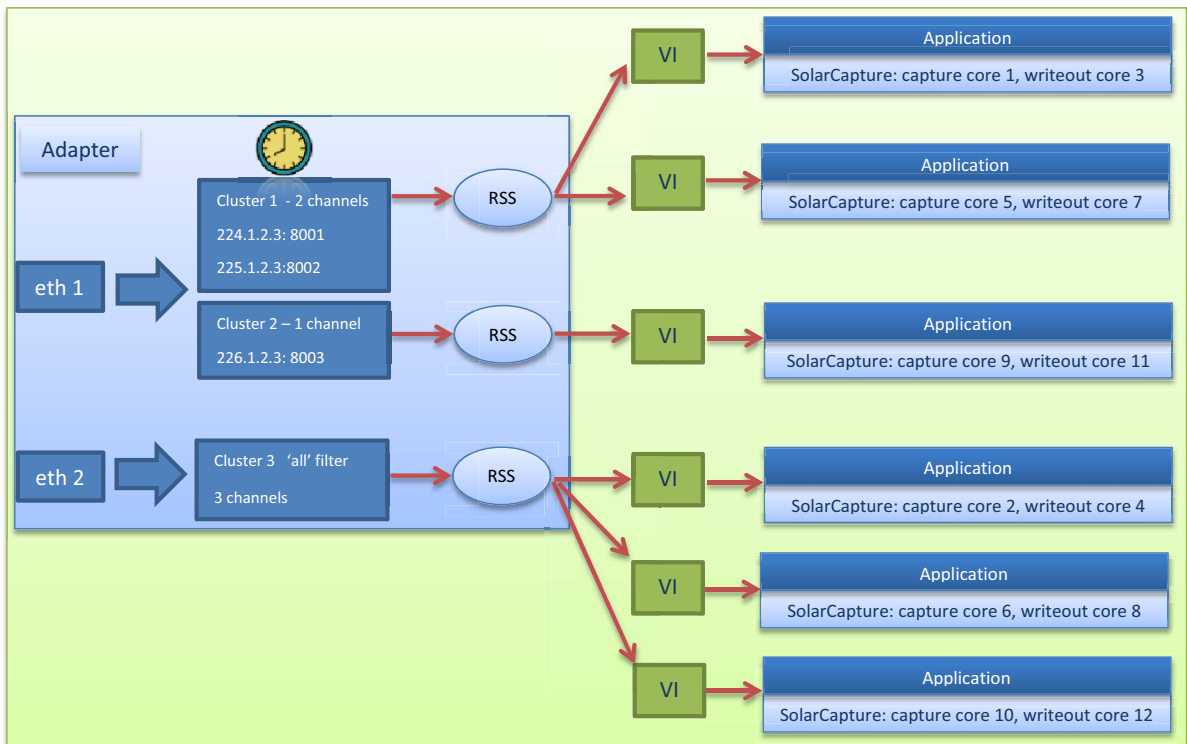 Adapter
eth 1
Cluster 1 - 2 channels
224.1.2.3: 8001
225.1.2.3:8002
RSS
VI
Application
SolarCapture: capture core 1, writeout core 3
VI
Application
SolarCapture: capture core 5, writeout core 7
Cluster 2 – 1 channel
226.1.2.3: 8003
RSS
VI
Application
SolarCapture: capture core 9, writeout core 11
eth 2
Cluster 3 'all' filter
3 channels
RSS
VI
Application
SolarCapture: capture core 2, writeout core 4
VI
Application
SolarCapture: capture core 6, writeout core 8
VI
Application
SolarCapture: capture core 10, writeout core 12